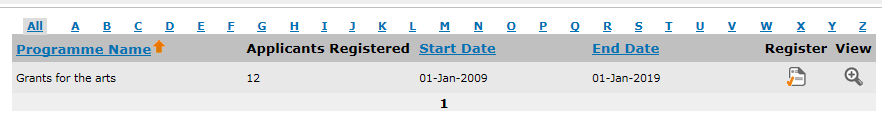 All A B C D E F G H I J K L M N O P Q R S T U V W X Y Z
Programme Name Applicants Registered Start Date End Date Register View
Grants for the arts 12 01-Jan-2009 01-Jan-2019
1